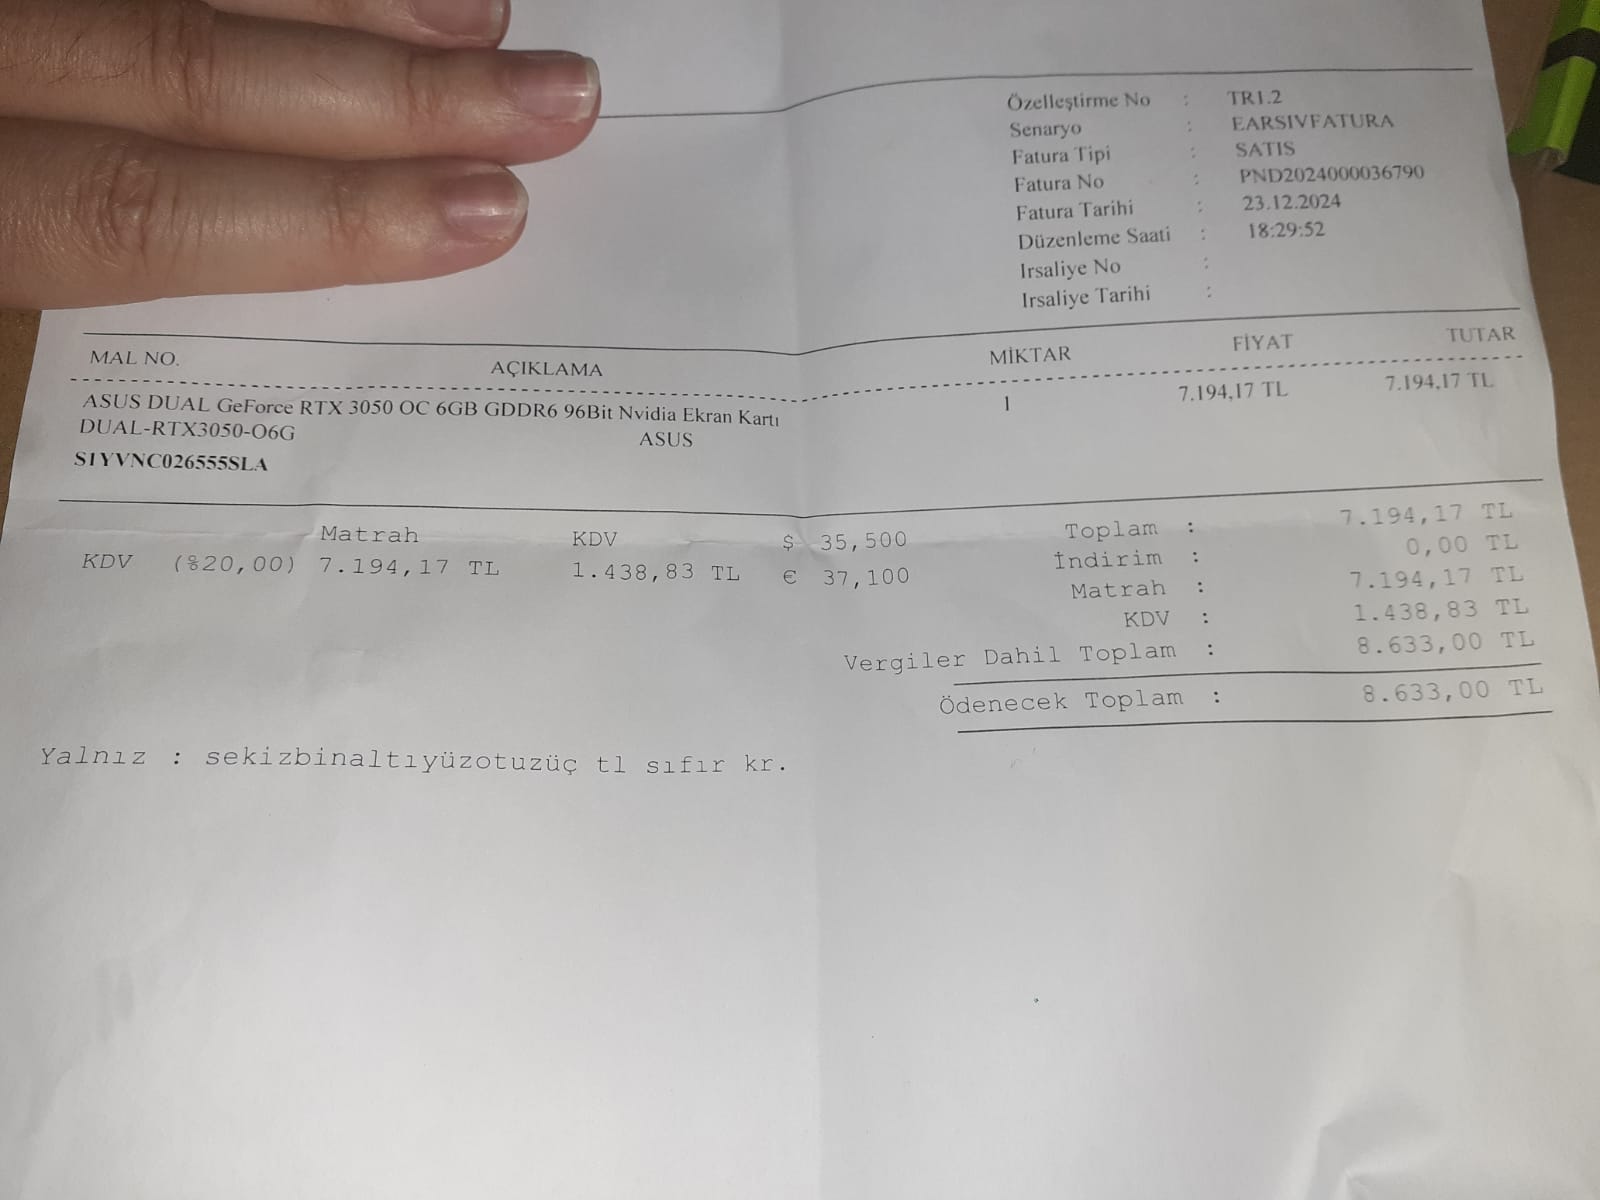 Özelleştirme No : TR1.2
Senaryo : EARSIVFATURA
Fatura Tipi : SATIS
Fatura No : PND2024000036790
Fatura Tarihi : 23.12.2024
Düzenleme Saati : 18:29:52
Irsaliye No :
Irsaliye Tarihi :
MAL NO. AÇIKLAMA MİKTAR FİYAT TUTAR
ASUS DUAL GeForce RTX 3050 OC 6GB GDDR6 96Bit Nvidia Ekran Kartı 1 7.194,17 TL 7.194,17 TL
DUAL-RTX3050-O6G ASUS
S1YVNC026555SLA
Matrah KDV $ 35,500
KDV (%20,00) 7.194,17 TL 1.438,83 TL € 37,100
Toplam : 7.194,17 TL
İndirim : 0,00 TL
Matrah : 7.194,17 TL
KDV : 1.438,83 TL
Vergiler Dahil Toplam : 8.633,00 TL
Ödenecek Toplam : 8.633,00 TL
Yalnız : sekizbinaltıyüzotuzüç tl sıfır kr.